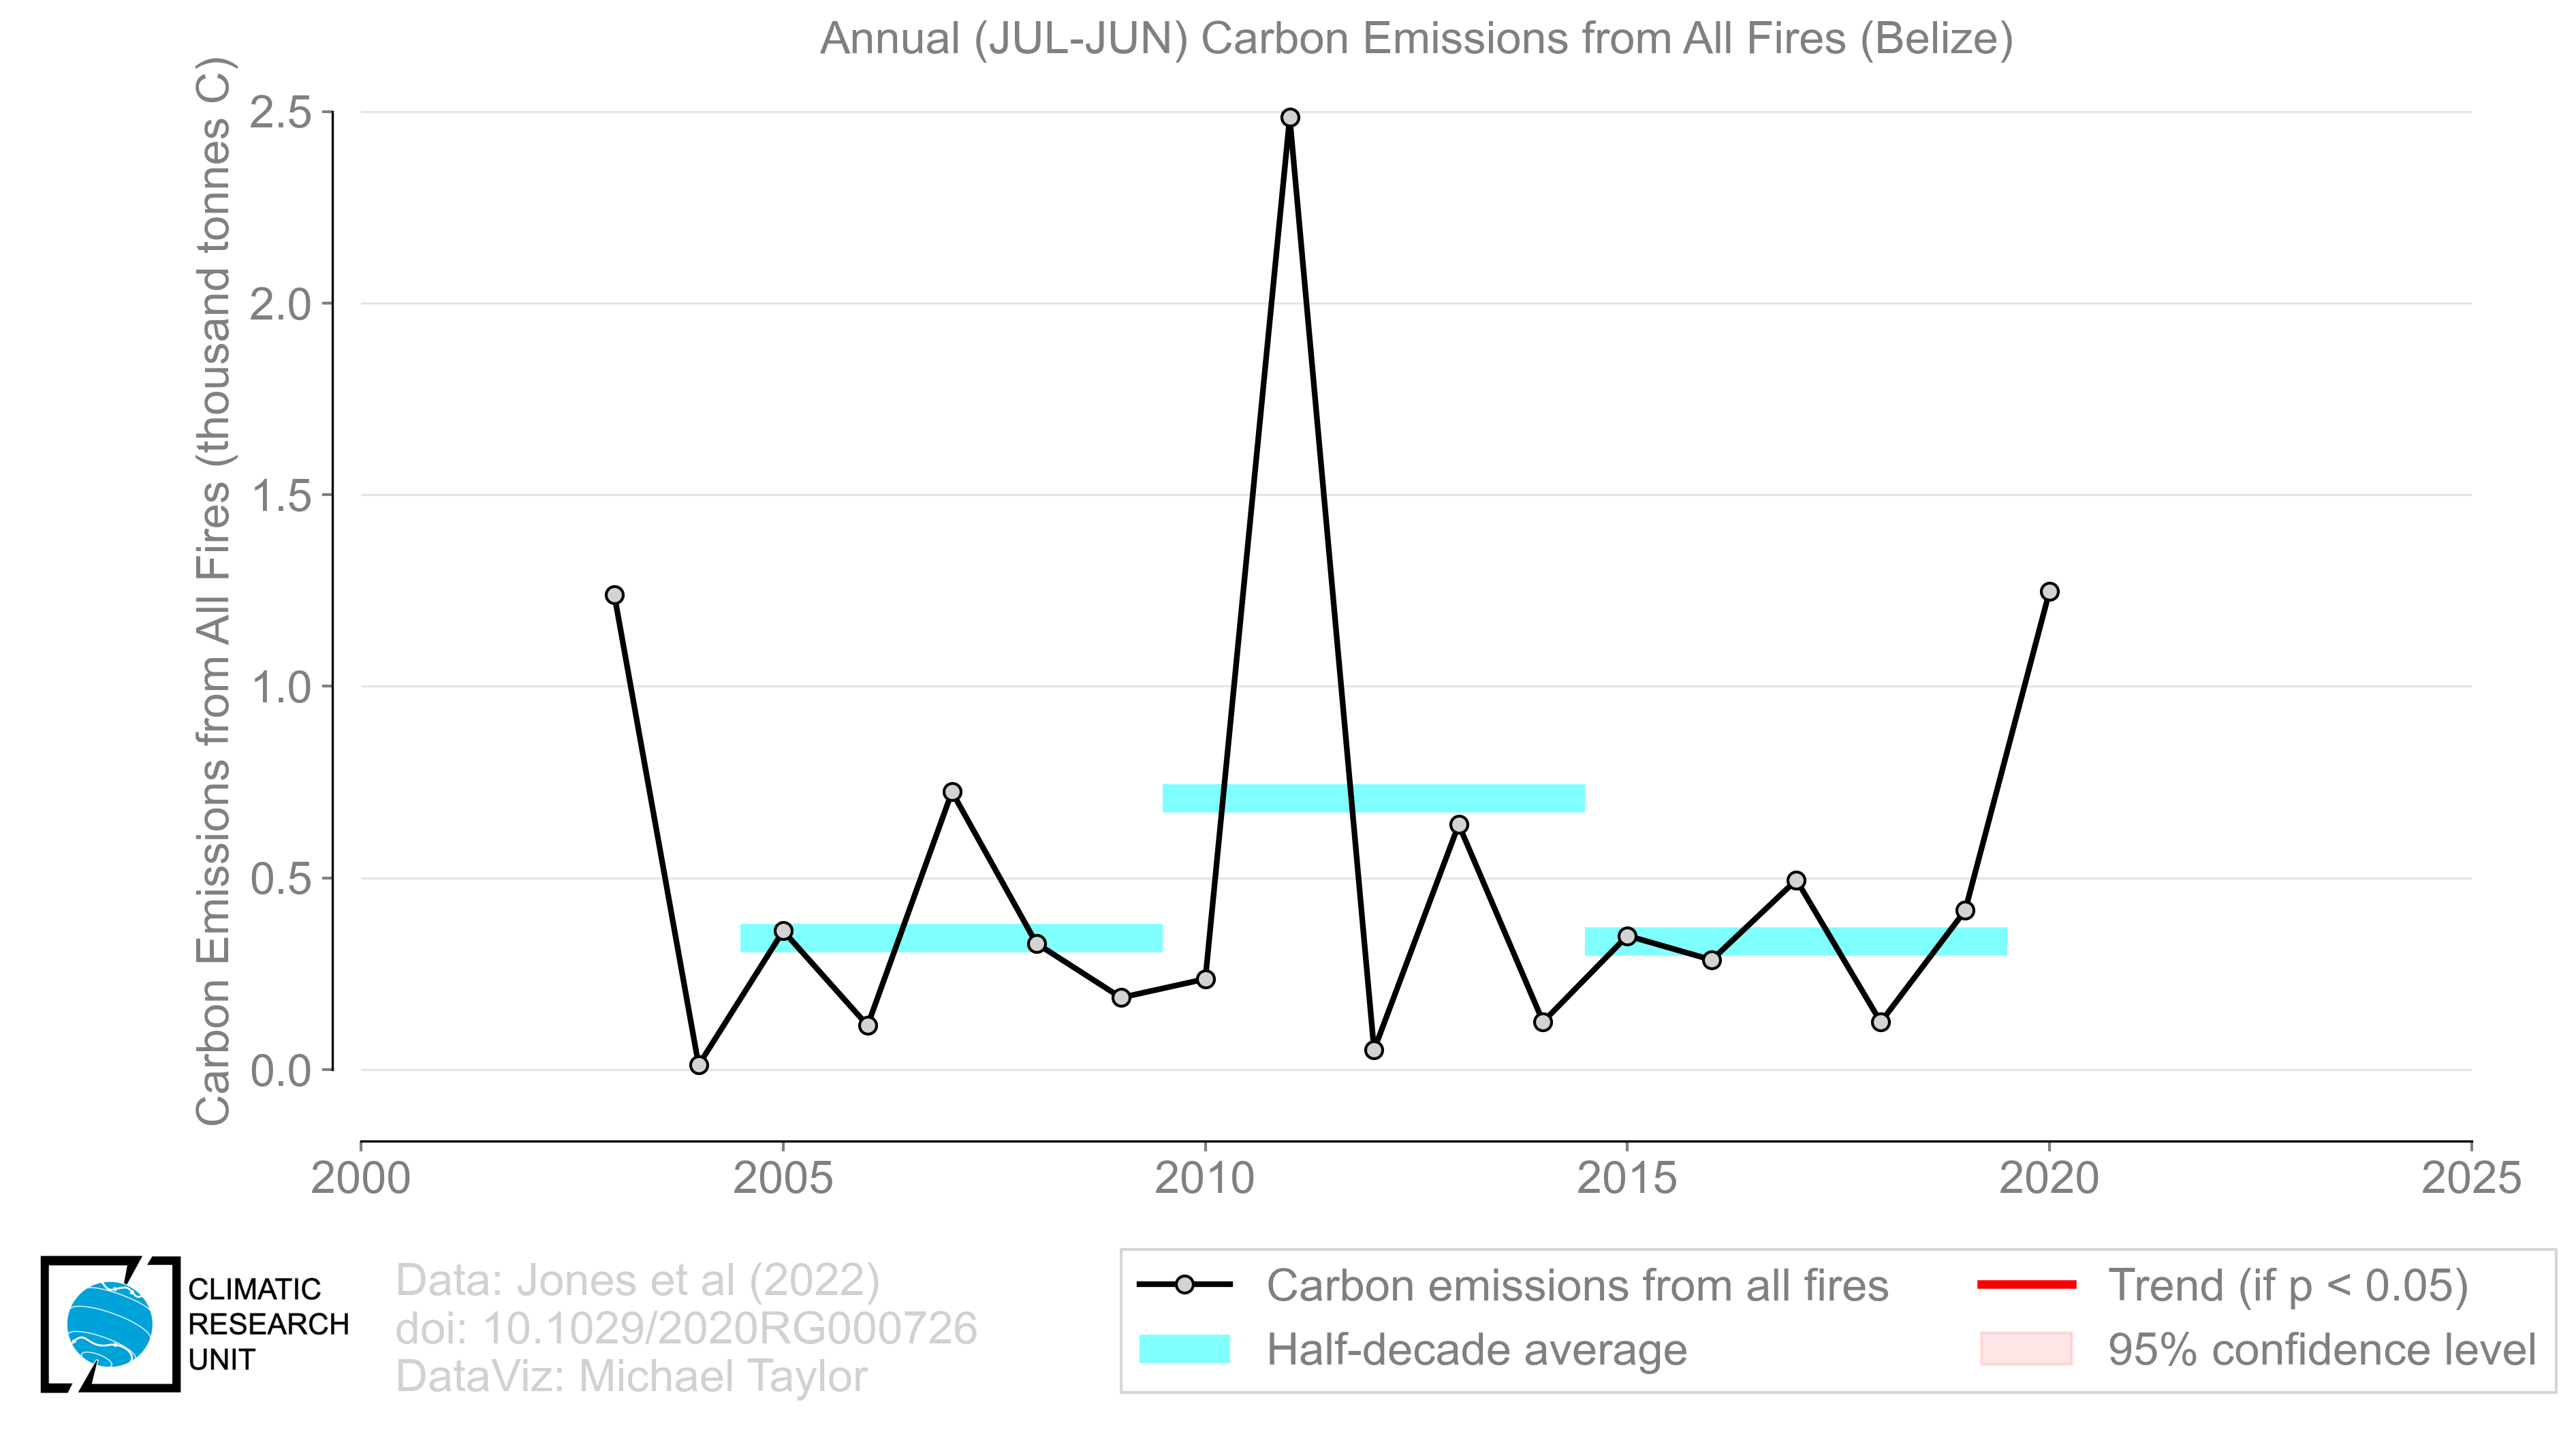 Annual (JUL-JUN) Carbon Emissions from All Fires (Belize)
Carbon Emissions from All Fires (thousand tonnes C)
2.5
2.0
1.5
1.0
0.5
0.0
2000 2005 2010 2015 2020 2025
CLIMATIC
RESEARCH
UNIT
Data: Jones et al (2022)
doi: 10.1029/2020RG000726
DataViz: Michael Taylor
Carbon emissions from all fires
Half-decade average
Trend (if p < 0.05)
95% confidence level